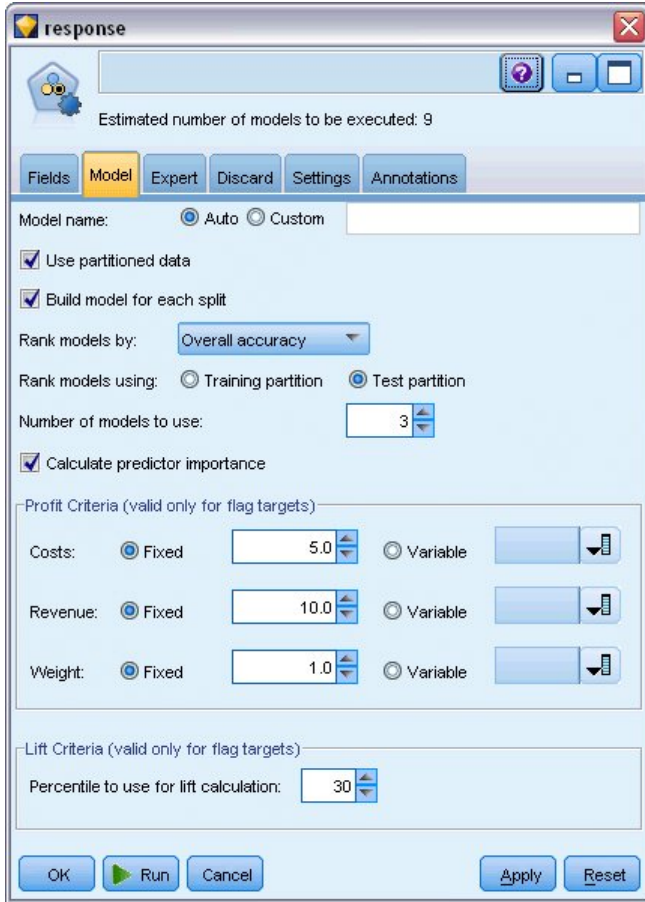 response
Estimated number of models to be executed: 9
Fields Model Expert Discard Settings Annotations
Model name: Auto Custom
Use partitioned data
Build model for each split
Rank models by: Overall accuracy
Rank models using: Training partition Test partition
Number of models to use: 3
Calculate predictor importance
Profit Criteria (valid only for flag targets)
Costs: Fixed 5.0 Variable
Revenue: Fixed 10.0 Variable
Weight: Fixed 1.0 Variable
Lift Criteria (valid only for flag targets)
Percentile to use for lift calculation: 30
OK Run Cancel Apply Reset